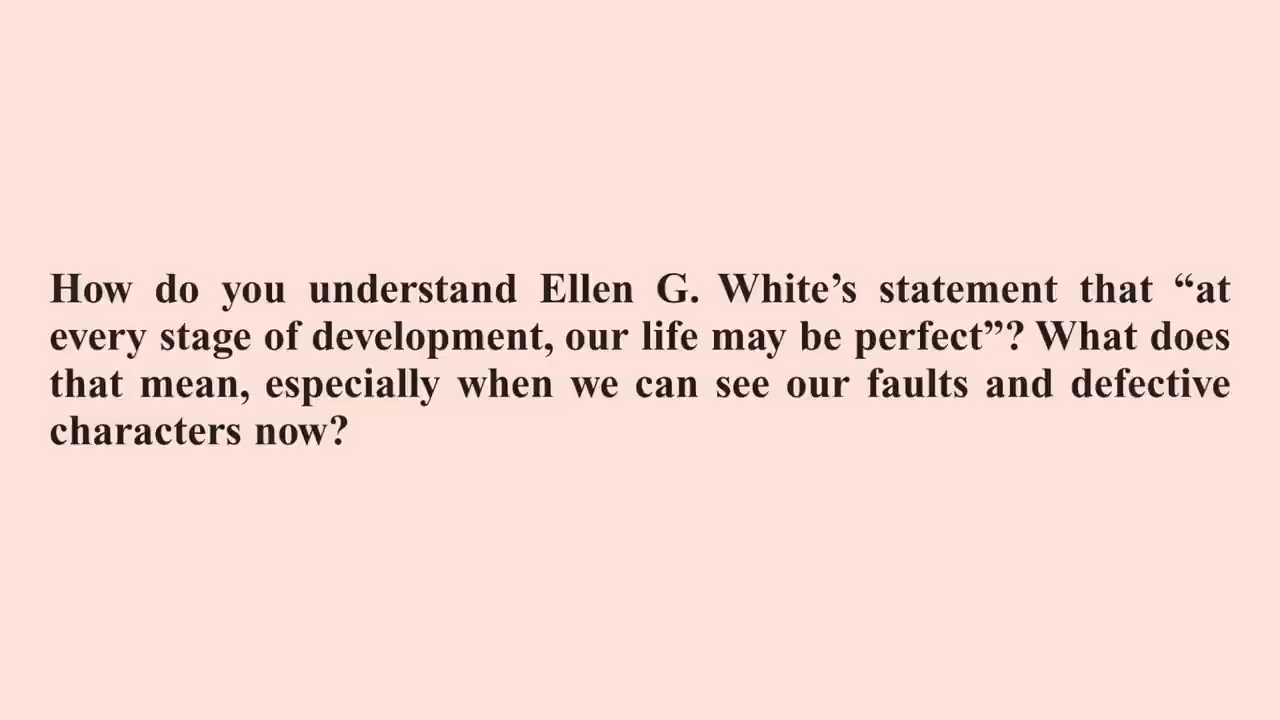 How do you understand Ellen G. White’s statement that “at
every stage of development, our life may be perfect”? What does
that mean, especially when we can see our faults and defective
characters now?